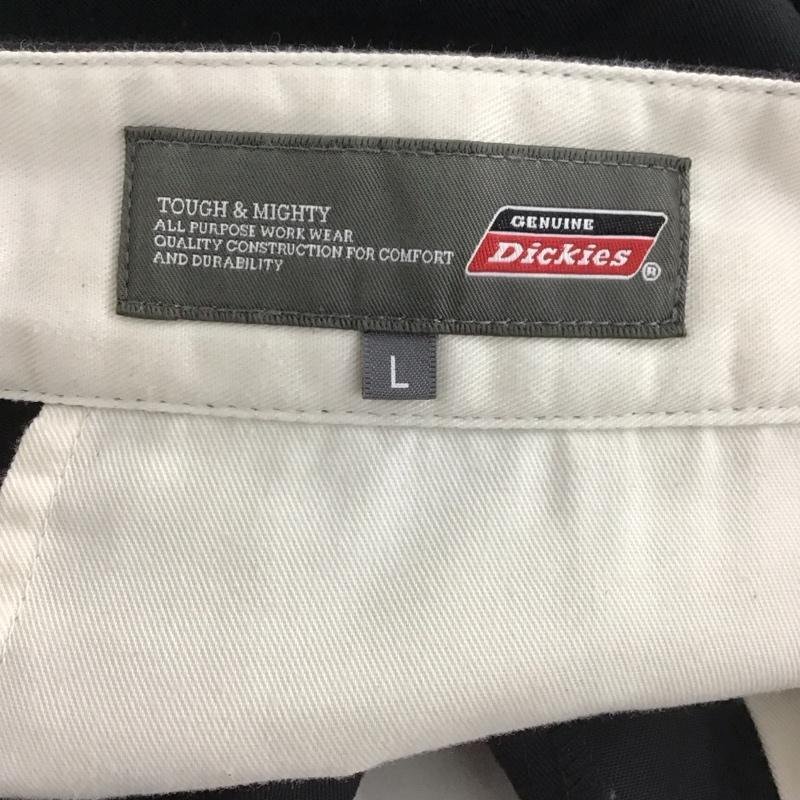 TOUGH & MIGHTY
ALL PURPOSE WORK WEAR
QUALITY CONSTRUCTION FOR COMFORT
AND DURABILITY
GENUINE
Dickies®
L